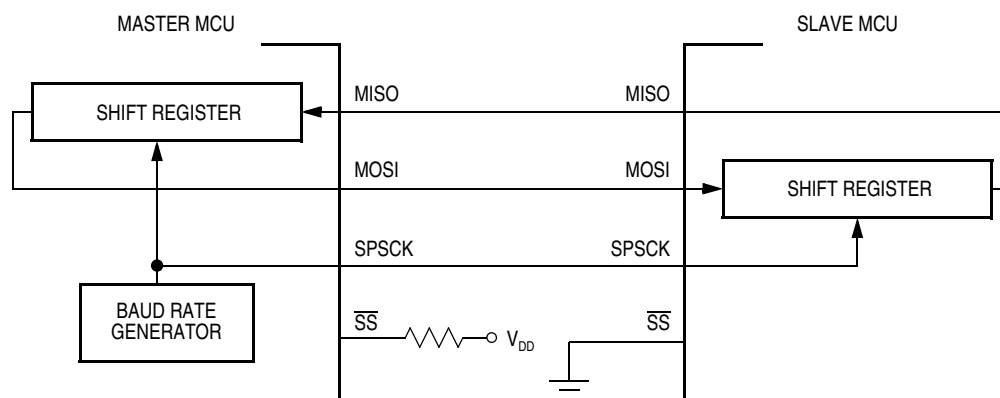 MASTER MCU
SLAVE MCU
SHIFT REGISTER
MISO
MISO
MOSI
MOSI
SHIFT REGISTER
SPSCK
SPSCK
BAUD RATE
GENERATOR
SS
VDD
SS